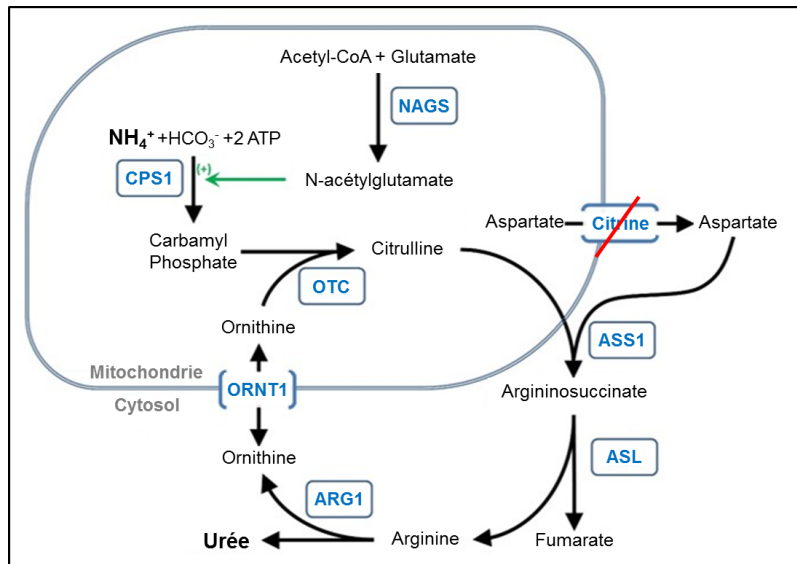 Acetyl-CoA + Glutamate
NAGS
NH₄⁺ +HCO₃⁻ +2 ATP
(+)
CPS1
N-acétylglutamate
Aspartate
Citrine
Aspartate
Carbamyl
Phosphate
Citrulline
OTC
Ornithine
ASS1
Mitochondrie
Cytosol
ORNT1
Argininosuccinate
Ornithine
ASL
ARG1
Urée
Arginine
Fumarate